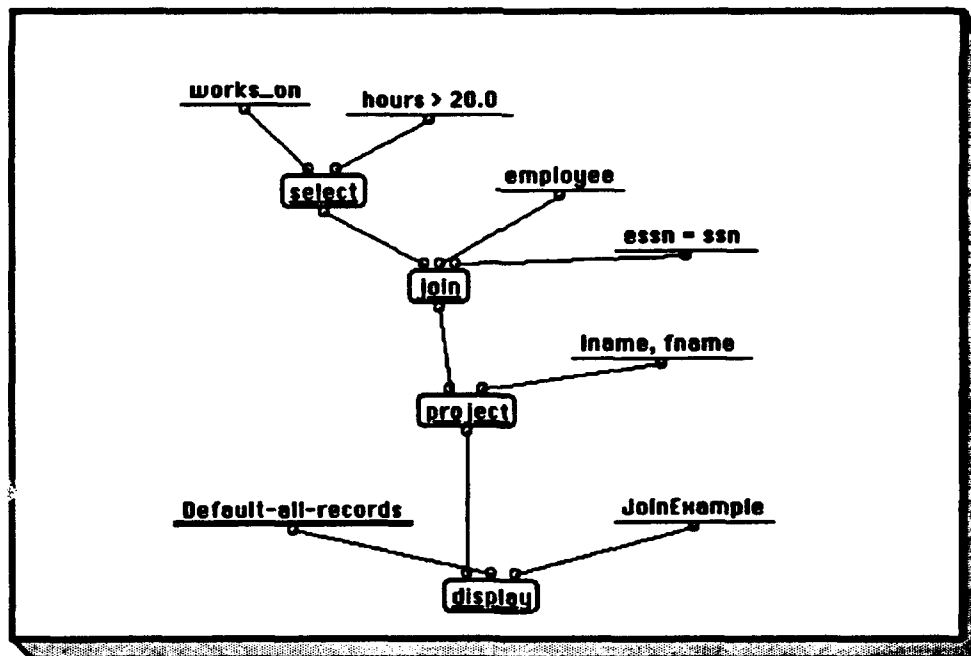 works_on
hours > 20.0
select
employee
essn = ssn
join
lname, fname
project
Default-all-records
JoinExample
display